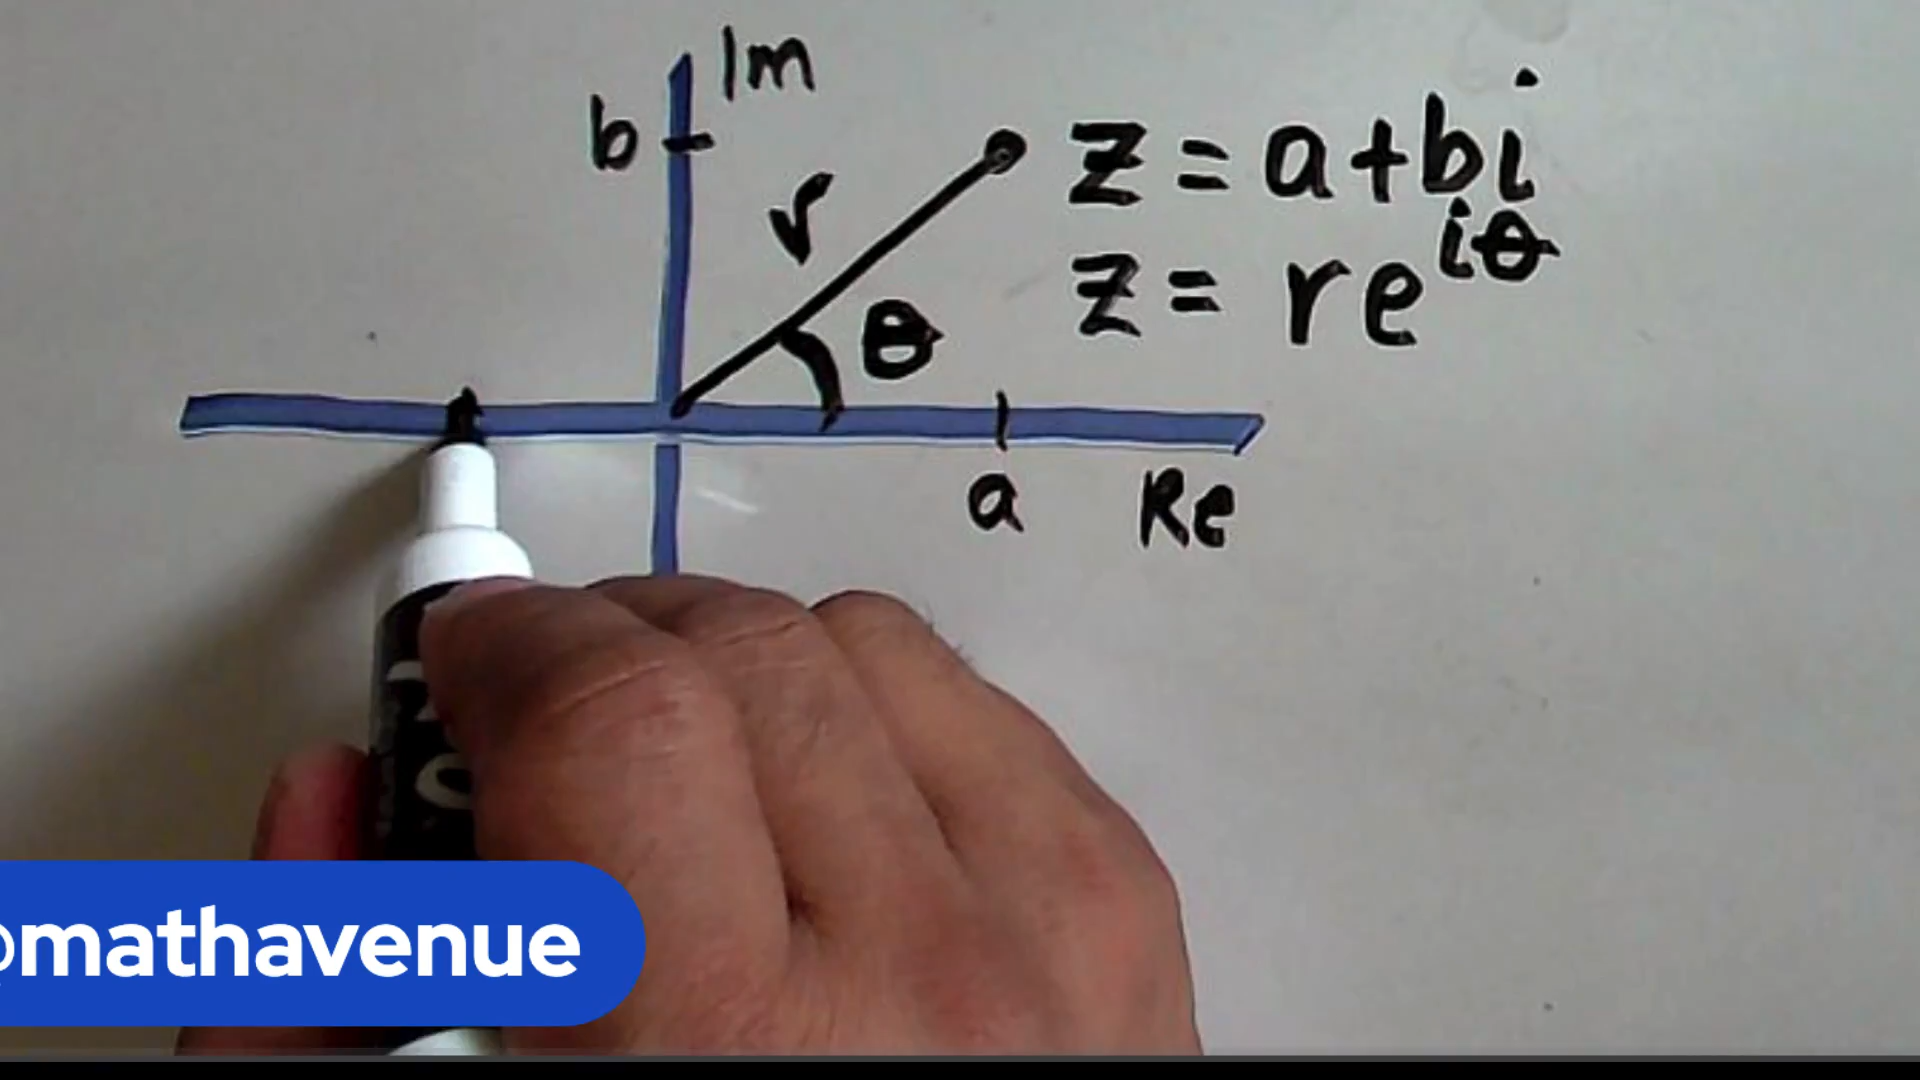 Im
b
z = a + bi
r
z = re^{iθ}
θ
a
Re
@mathavenue